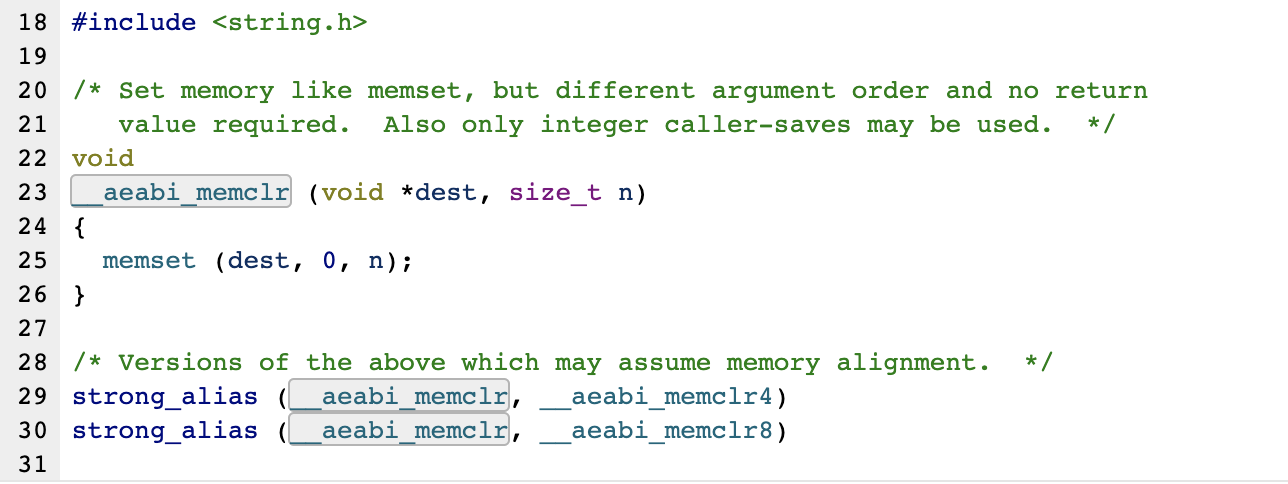 18 #include <string.h>
19
20 /* Set memory like memset, but different argument order and no return
21    value required.  Also only integer caller-saves may be used.  */
22 void
23 __aeabi_memclr (void *dest, size_t n)
24 {
25   memset (dest, 0, n);
26 }
27
28 /* Versions of the above which may assume memory alignment.  */
29 strong_alias (__aeabi_memclr, __aeabi_memclr4)
30 strong_alias (__aeabi_memclr, __aeabi_memclr8)
31